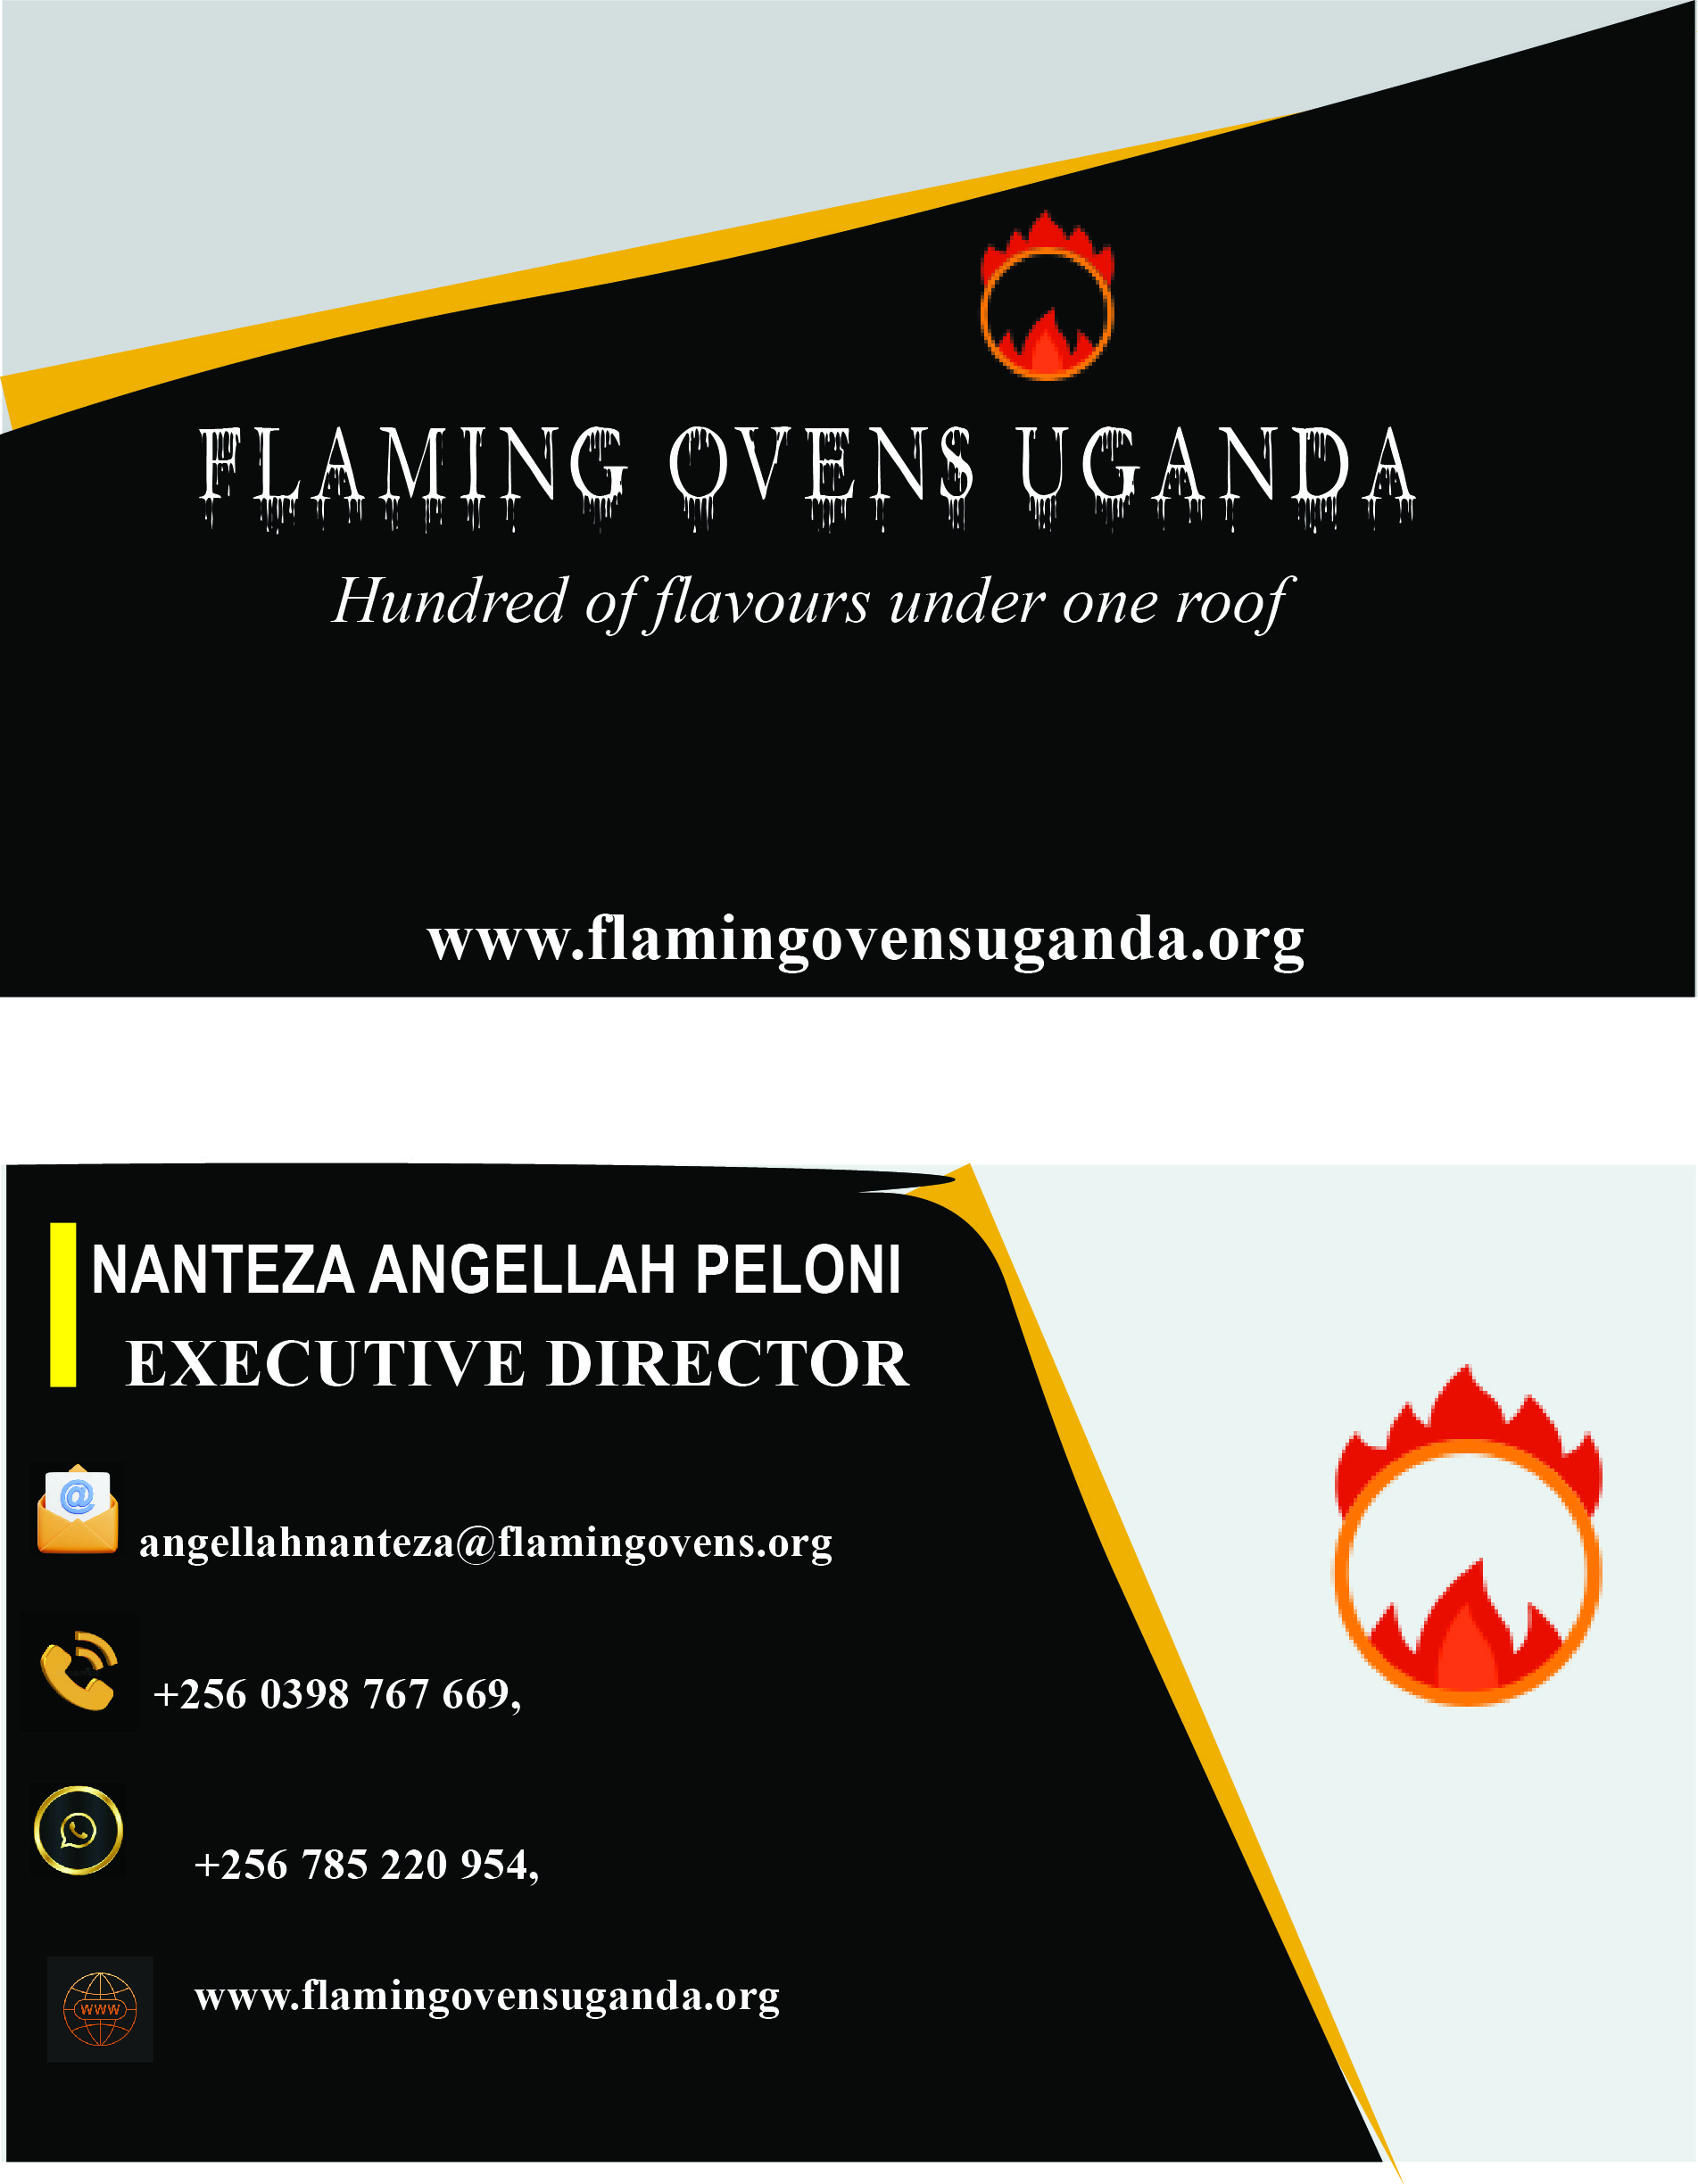 FLAMING OVENS UGANDA
Hundred of flavours under one roof
www.flamingovensuganda.org
NANTEZA ANGELLAH PELONI
EXECUTIVE DIRECTOR
@
angellahnanteza@flamingovens.org
+256 0398 767 669,
+256 785 220 954,
www
www.flamingovensuganda.org